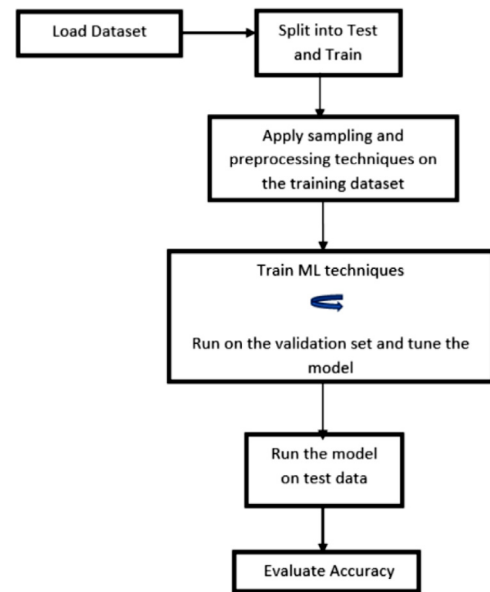 Load Dataset
Split into Test
and Train
Apply sampling and
preprocessing techniques on
the training dataset
Train ML techniques
Run on the validation set and tune the
model
Run the model
on test data
Evaluate Accuracy